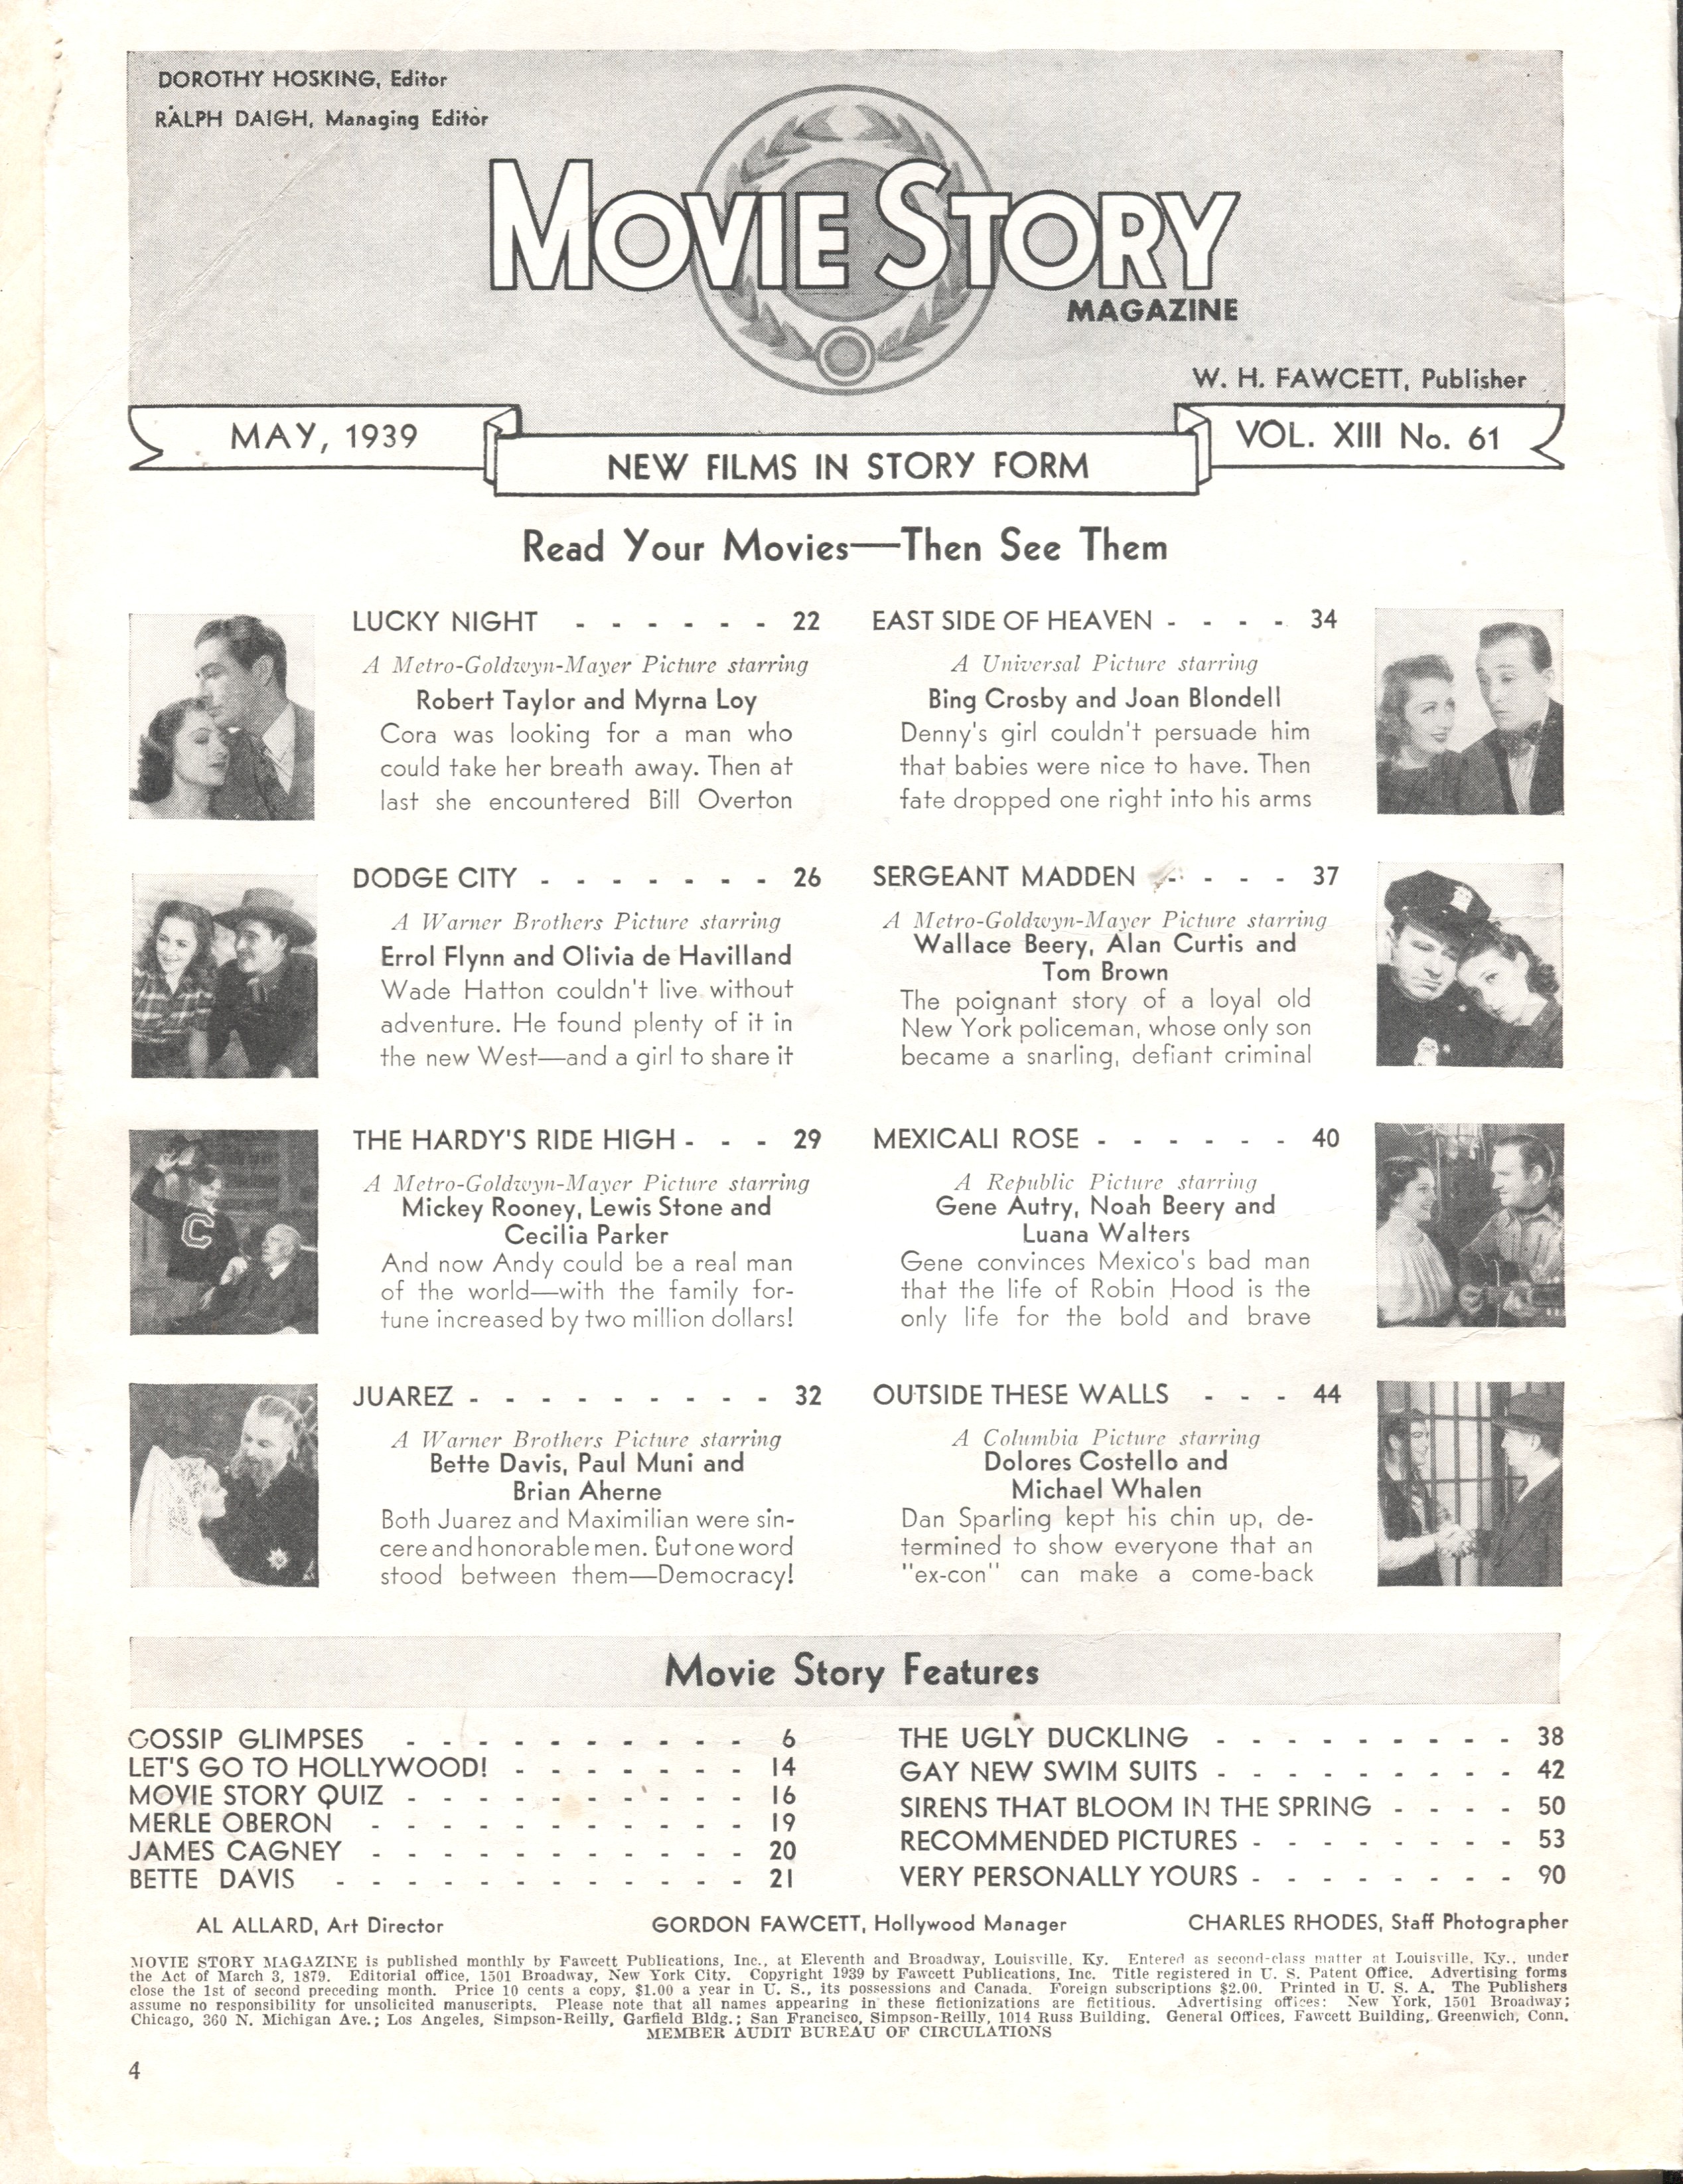 DOROTHY HOSKING, Editor
RALPH DAIGH, Managing Editor
MOVIE STORY
MAGAZINE
W. H. FAWCETT, Publisher
MAY, 1939
NEW FILMS IN STORY FORM
VOL. XIII No. 61
Read Your Movies—Then See Them
LUCKY NIGHT - - - - - - 22
A Metro-Goldwyn-Mayer Picture starring
Robert Taylor and Myrna Loy
Cora was looking for a man who
could take her breath away. Then at
last she encountered Bill Overton
DODGE CITY - - - - - - - 26
A Warner Brothers Picture starring
Errol Flynn and Olivia de Havilland
Wade Hatton couldn't live without
adventure. He found plenty of it in
the new West—and a girl to share it
THE HARDY'S RIDE HIGH - - - 29
A Metro-Goldwyn-Mayer Picture starring
Mickey Rooney, Lewis Stone and
Cecilia Parker
And now Andy could be a real man
of the world—with the family for-
tune increased by two million dollars!
JUAREZ - - - - - - - - - 32
A Warner Brothers Picture starring
Bette Davis, Paul Muni and
Brian Aherne
Both Juarez and Maximilian were sin-
cere and honorable men. But one word
stood between them—Democracy!
EAST SIDE OF HEAVEN - - - - 34
A Universal Picture starring
Bing Crosby and Joan Blondell
Denny's girl couldn't persuade him
that babies were nice to have. Then
fate dropped one right into his arms
SERGEANT MADDEN - - - - 37
A Metro-Goldwyn-Mayer Picture starring
Wallace Beery, Alan Curtis and
Tom Brown
The poignant story of a loyal old
New York policeman, whose only son
became a snarling, defiant criminal
MEXICALI ROSE - - - - - - 40
A Republic Picture starring
Gene Autry, Noah Beery and
Luana Walters
Gene convinces Mexico's bad man
that the life of Robin Hood is the
only life for the bold and brave
OUTSIDE THESE WALLS - - - 44
A Columbia Picture starring
Dolores Costello and
Michael Whalen
Dan Sparling kept his chin up, de-
termined to show everyone that an
"ex-con" can make a come-back
C
Movie Story Features
GOSSIP GLIMPSES - - - - - - - - - - 6
LET'S GO TO HOLLYWOOD! - - - - - - - 14
MOVIE STORY QUIZ - - - - - - - - - - 16
MERLE OBERON - - - - - - - - - - - 19
JAMES CAGNEY - - - - - - - - - - - 20
BETTE DAVIS - - - - - - - - - - - - 21
THE UGLY DUCKLING - - - - - - - - - 38
GAY NEW SWIM SUITS - - - - - - - - - 42
SIRENS THAT BLOOM IN THE SPRING - - - - 50
RECOMMENDED PICTURES - - - - - - - - 53
VERY PERSONALLY YOURS - - - - - - - - 90
AL ALLARD, Art Director
GORDON FAWCETT, Hollywood Manager
CHARLES RHODES, Staff Photographer
MOVIE STORY MAGAZINE is published monthly by Fawcett Publications, Inc., at Eleventh and Broadway, Louisville, Ky. Entered as second-class matter at Louisville, Ky., under
the Act of March 3, 1879. Editorial office, 1501 Broadway, New York City. Copyright 1939 by Fawcett Publications, Inc. Title registered in U. S. Patent Office. Advertising forms
close the 1st of second preceding month. Price 10 cents a copy, $1.00 a year in U. S., its possessions and Canada. Foreign subscriptions $2.00. Printed in U. S. A. The Publishers
assume no responsibility for unsolicited manuscripts. Please note that all names appearing in these fictionizations are fictitious. Advertising offices: New York, 1501 Broadway;
Chicago, 360 N. Michigan Ave.; Los Angeles, Simpson-Reilly, Garfield Bldg.; San Francisco, Simpson-Reilly, 1014 Russ Building. General Offices, Fawcett Building, Greenwich, Conn.
MEMBER AUDIT BUREAU OF CIRCULATIONS
4